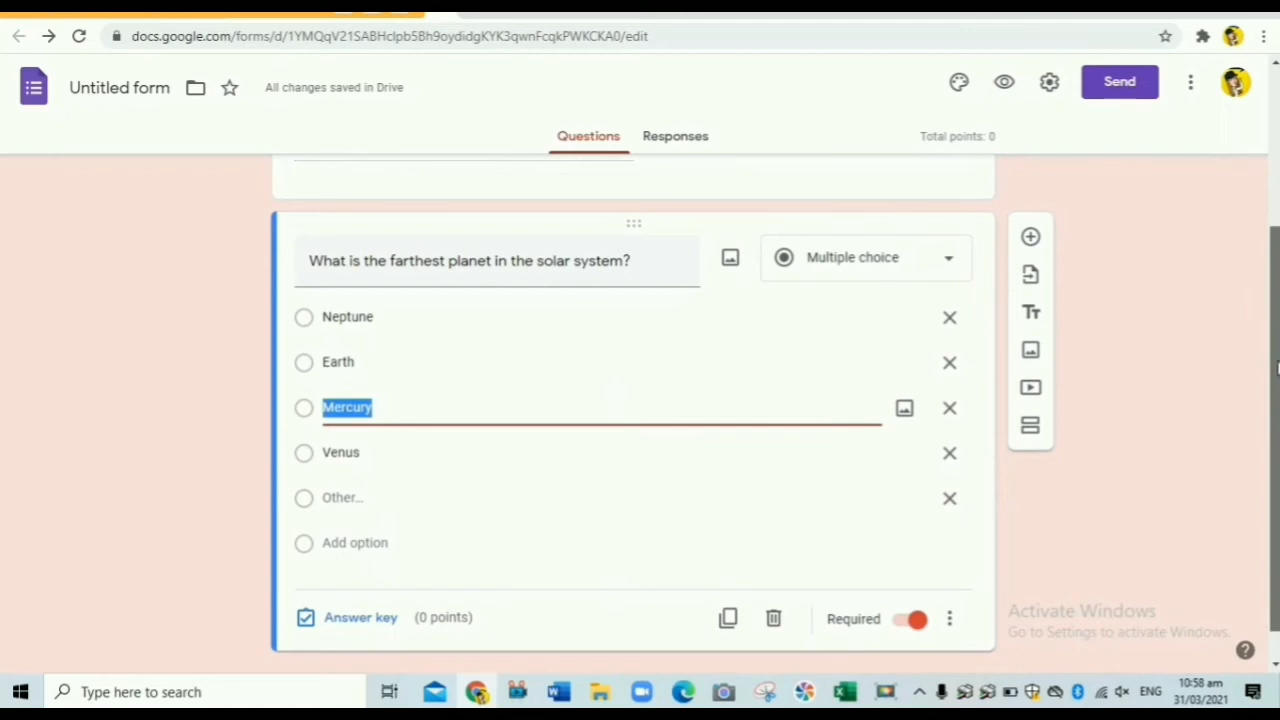 docs.google.com/forms/d/1YMQqV21SABHclpb5Bh9oydidgKYK3qwnFcqkPWKCKA0/edit
Untitled form
All changes saved in Drive
Send
Questions
Responses
Total points: 0
What is the farthest planet in the solar system?
Multiple choice
Neptune
Earth
Mercury
Venus
Other...
Add option
Answer key
(0 points)
Required
Activate Windows
Go to Settings to activate Windows.
Type here to search
ENG
10:58 am
31/03/2021